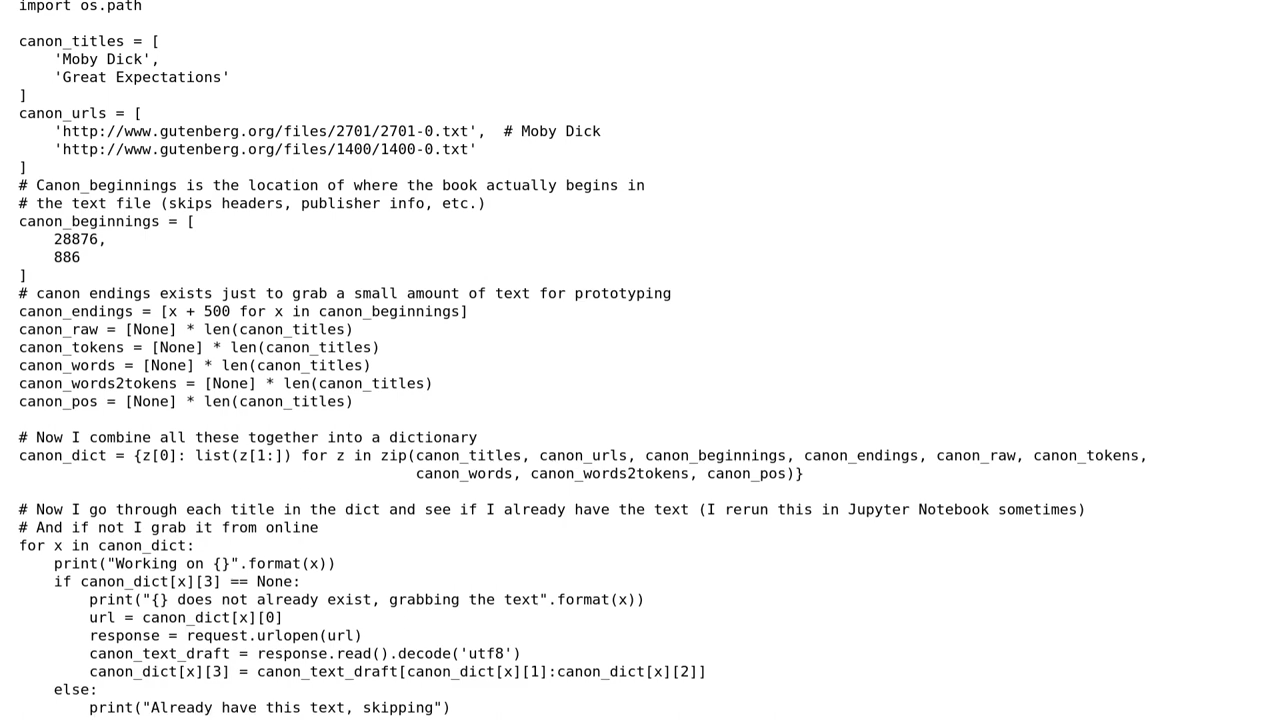 import os.path
canon_titles = [
    'Moby Dick',
    'Great Expectations'
]
canon_urls = [
    'http://www.gutenberg.org/files/2701/2701-0.txt',  # Moby Dick
    'http://www.gutenberg.org/files/1400/1400-0.txt'
]
# Canon_beginnings is the location of where the book actually begins in
# the text file (skips headers, publisher info, etc.)
canon_beginnings = [
    28876,
    886
]
# canon endings exists just to grab a small amount of text for prototyping
canon_endings = [x + 500 for x in canon_beginnings]
canon_raw = [None] * len(canon_titles)
canon_tokens = [None] * len(canon_titles)
canon_words = [None] * len(canon_titles)
canon_words2tokens = [None] * len(canon_titles)
canon_pos = [None] * len(canon_titles)
# Now I combine all these together into a dictionary
canon_dict = {z[0]: list(z[1:]) for z in zip(canon_titles, canon_urls, canon_beginnings, canon_endings, canon_raw, canon_tokens,
                                             canon_words, canon_words2tokens, canon_pos)}
# Now I go through each title in the dict and see if I already have the text (I rerun this in Jupyter Notebook sometimes)
# And if not I grab it from online
for x in canon_dict:
    print("Working on {}".format(x))
    if canon_dict[x][3] == None:
        print("{} does not already exist, grabbing the text".format(x))
        url = canon_dict[x][0]
        response = request.urlopen(url)
        canon_text_draft = response.read().decode('utf8')
        canon_dict[x][3] = canon_text_draft[canon_dict[x][1]:canon_dict[x][2]]
    else:
        print("Already have this text, skipping")